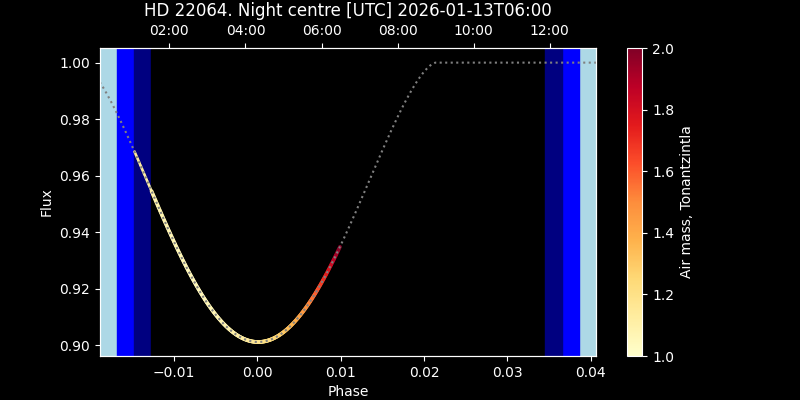 HD 22064. Night centre [UTC] 2026-01-13T06:00
02:00 04:00 06:00 08:00 10:00 12:00
1.00
0.98
0.96
0.94
0.92
0.90
Flux
−0.01 0.00 0.01 0.02 0.03 0.04
Phase
2.0
1.8
1.6
1.4
1.2
1.0
Air mass, Tonantzintla